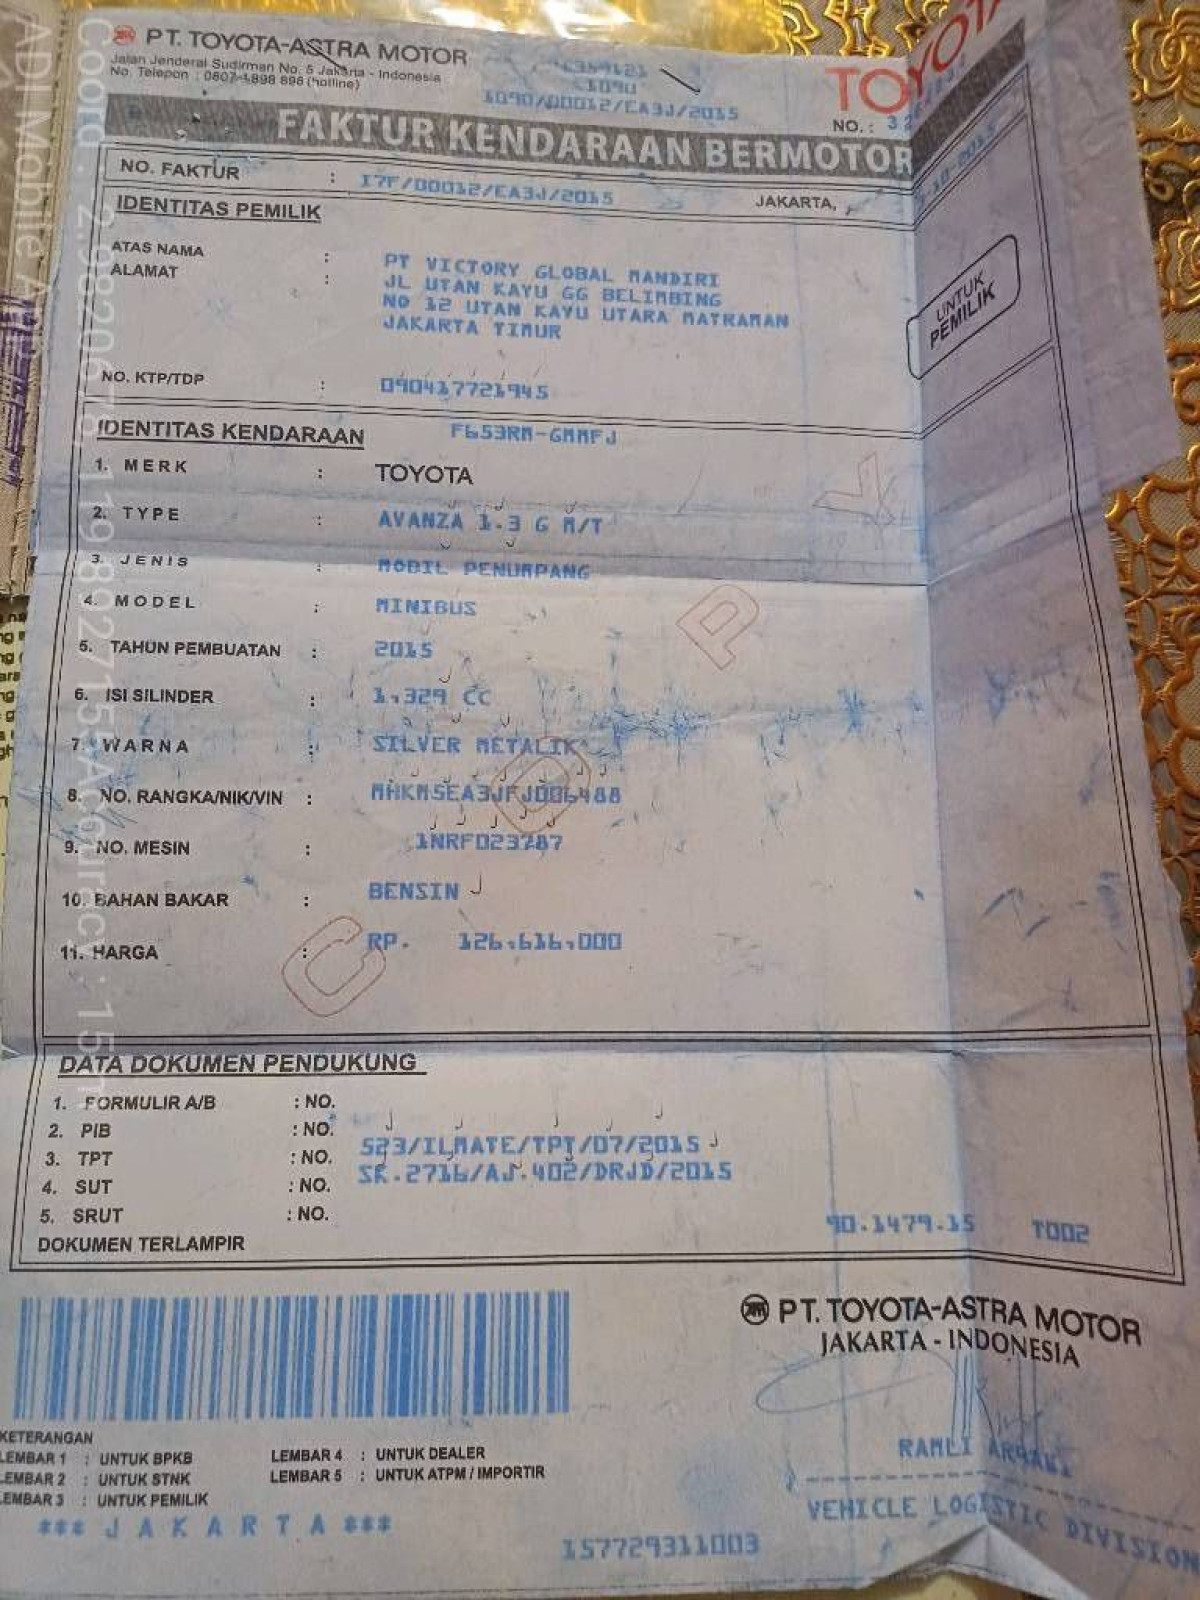 PT. TOYOTA-ASTRA MOTOR
Jalan Jenderal Sudirman No. 5 Jakarta - Indonesia
No. Telepon : 0807-1898 898 (hotline)
1090/00012/EA3J/2015
TOYOTA
NO. : 3
FAKTUR KENDARAAN BERMOTOR
NO. FAKTUR : I7F/00012/EA3J/2015 JAKARTA, -10-2015
IDENTITAS PEMILIK
ATAS NAMA : PT VICTORY GLOBAL MANDIRI
ALAMAT : JL UTAN KAYU GG BELIMBING
NO 12 UTAN KAYU UTARA MATRAMAN
JAKARTA TIMUR
UNTUK
PEMILIK
NO. KTP/TDP : 090417721945
IDENTITAS KENDARAAN F653RM-GMMFJ
1. MERK : TOYOTA
2. TYPE : AVANZA 1.3 G M/T
3. JENIS : MOBIL PENUMPANG
4. MODEL : MINIBUS
5. TAHUN PEMBUATAN : 2015
6. ISI SILINDER : 1,329 CC
7. WARNA : SILVER METALIK
8. NO. RANGKA/NIK/VIN : MHKM5EA3JFJ006488
9. NO. MESIN : 1NRF023787
10. BAHAN BAKAR : BENSIN
11. HARGA : RP. 126,616,000
COPY
DATA DOKUMEN PENDUKUNG
1. FORMULIR A/B : NO.
2. PIB : NO.
3. TPT : NO. 523/ILMATE/TPT/07/2015
4. SUT : NO. SK.2716/AJ.402/DRJD/2015
5. SRUT : NO.
90.1479.15 T002
DOKUMEN TERLAMPIR
PT. TOYOTA-ASTRA MOTOR
JAKARTA - INDONESIA
KETERANGAN
LEMBAR 1 : UNTUK BPKB LEMBAR 4 : UNTUK DEALER
LEMBAR 2 : UNTUK STNK LEMBAR 5 : UNTUK ATPM / IMPORTIR
LEMBAR 3 : UNTUK PEMILIK
RAMLI
VEHICLE LOGISTIC DIVISION
*** J A K A R T A ***
157729311003
ADI Mobile